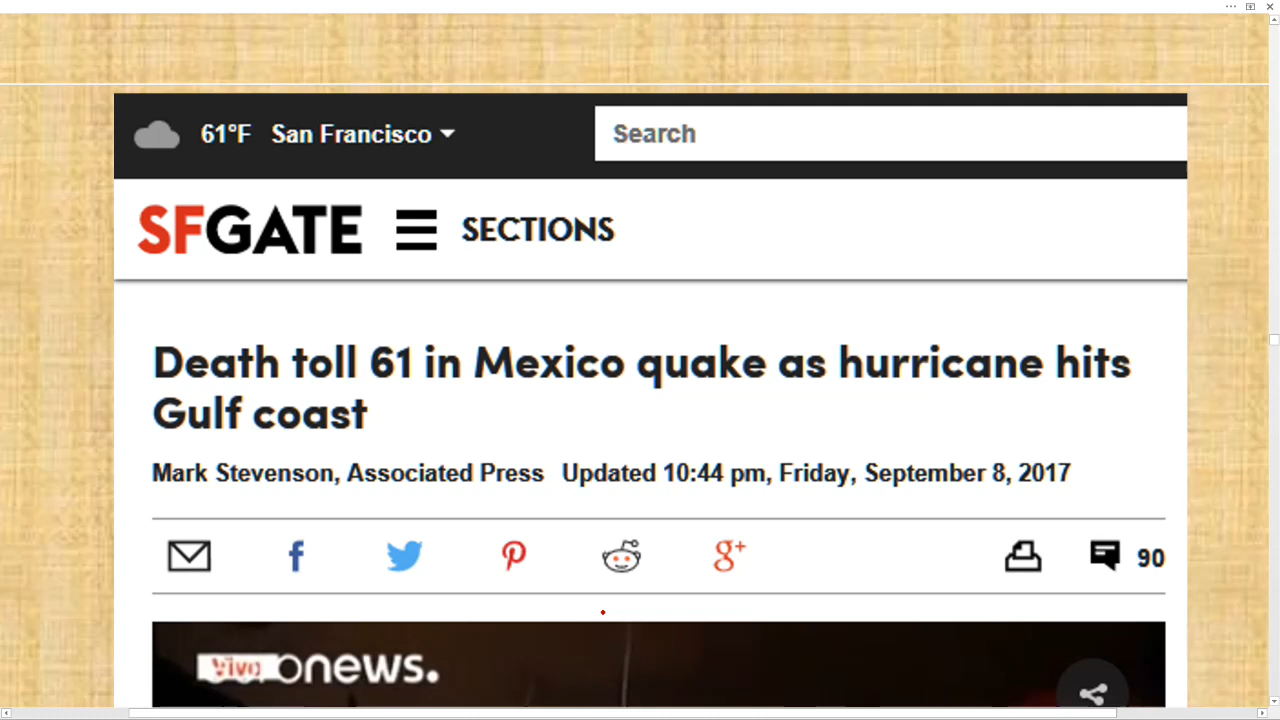 61°F San Francisco
Search
SFGATE SECTIONS
Death toll 61 in Mexico quake as hurricane hits
Gulf coast
Mark Stevenson, Associated Press Updated 10:44 pm, Friday, September 8, 2017
f g+ 90
Vivo onews.